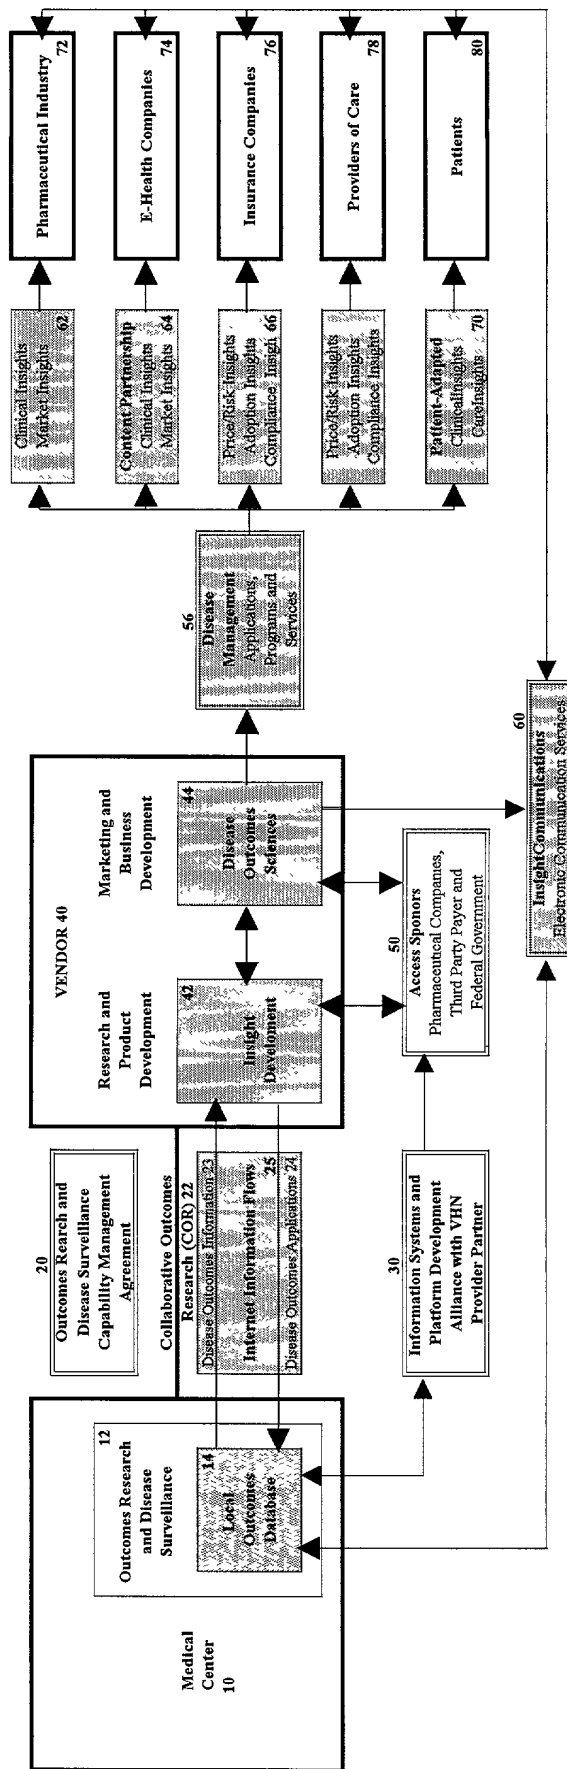 Medical
Center
10
12
Outcomes Research
and Disease
Surveillance
14
Local
Outcomes
Database
20
Outcomes Rearch and
Disease Surveillance
Capability Management
Agreement
Collaborative Outcomes
Research (COR) 22
Disease Outcomes Information 23
25
Internet Information Flows
Disease Outcomes Applications 24
30
Information Systems and
Platform Development
Alliance with VHN
Provider Partner
VENDOR 40
Research and
Product
Development
42
Insight
Develoment
Marketing and
Business
Development
44
Disease
Outcomes
Sciences
50
Access Sponors
Pharmaceutical Companies,
Third Party Payer and
Federal Government
56
Disease
Management
Applications,
Programs and
Services
60
InsightCommunications
Electronic Communication Services
Clinical Insights
Market Insights
62
Content Partnership
Clinical Insights
Market Insights 64
Price/Risk Insights
Adoption Insights
Compliance Insigh 66
Price/Risk Insights
Adoption Insights
Compliance Insights
Patient-Adapted
ClinicalInsights
CareInsights 70
Pharmaceutical Industry
72
E-Health Companies
74
Insurance Companies
76
Providers of Care
78
Patients
80